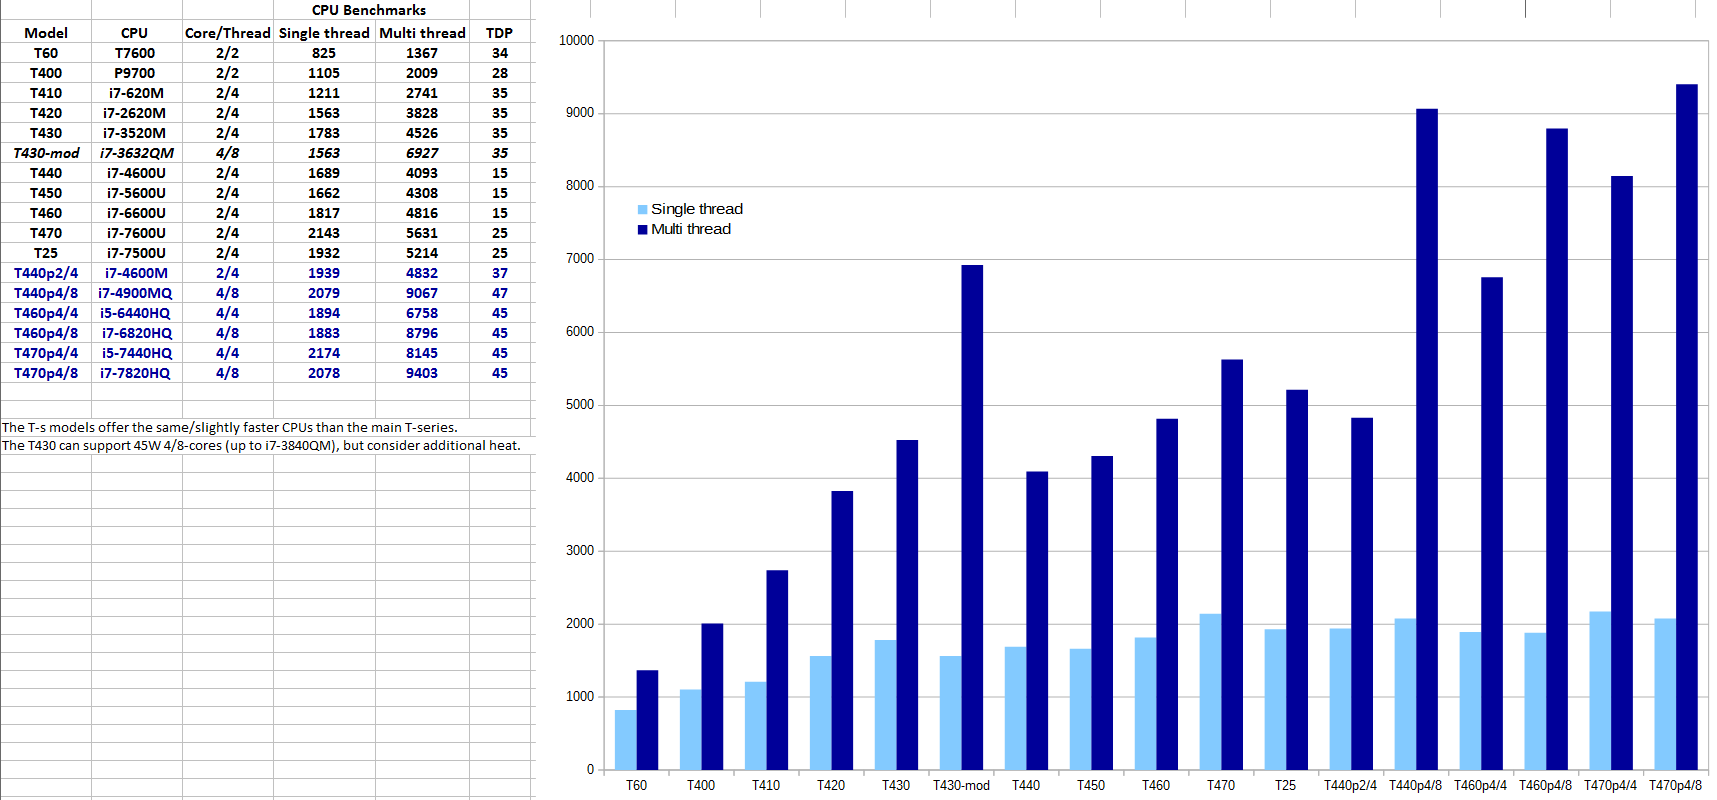 CPU Benchmarks
Model CPU Core/Thread Single thread Multi thread TDP
T60 T7600 2/2 825 1367 34
T400 P9700 2/2 1105 2009 28
T410 i7-620M 2/4 1211 2741 35
T420 i7-2620M 2/4 1563 3828 35
T430 i7-3520M 2/4 1783 4526 35
T430-mod i7-3632QM 4/8 1563 6927 35
T440 i7-4600U 2/4 1689 4093 15
T450 i7-5600U 2/4 1662 4308 15
T460 i7-6600U 2/4 1817 4816 15
T470 i7-7600U 2/4 2143 5631 25
T25 i7-7500U 2/4 1932 5214 25
T440p2/4 i7-4600M 2/4 1939 4832 37
T440p4/8 i7-4900MQ 4/8 2079 9067 47
T460p4/4 i5-6440HQ 4/4 1894 6758 45
T460p4/8 i7-6820HQ 4/8 1883 8796 45
T470p4/4 i5-7440HQ 4/4 2174 8145 45
T470p4/8 i7-7820HQ 4/8 2078 9403 45
The T-s models offer the same/slightly faster CPUs than the main T-series.
The T430 can support 45W 4/8-cores (up to i7-3840QM), but consider additional heat.
10000
9000
8000
7000
6000
5000
4000
3000
2000
1000
0
Single thread
Multi thread
T60 T400 T410 T420 T430 T430-mod T440 T450 T460 T470 T25 T440p2/4 T440p4/8 T460p4/4 T460p4/8 T470p4/4 T470p4/8